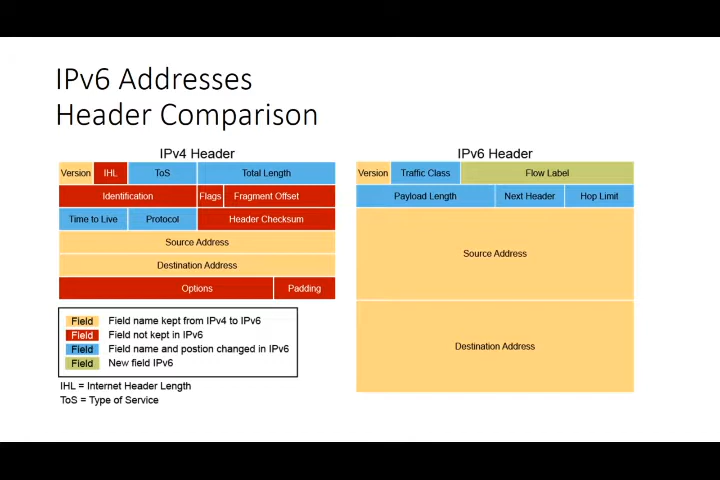 IPv6 Addresses
Header Comparison
IPv4 Header
Version IHL ToS Total Length
Identification Flags Fragment Offset
Time to Live Protocol Header Checksum
Source Address
Destination Address
Options Padding
Field Field name kept from IPv4 to IPv6
Field Field not kept in IPv6
Field Field name and postion changed in IPv6
Field New field IPv6
IHL = Internet Header Length
ToS = Type of Service
IPv6 Header
Version Traffic Class Flow Label
Payload Length Next Header Hop Limit
Source Address
Destination Address